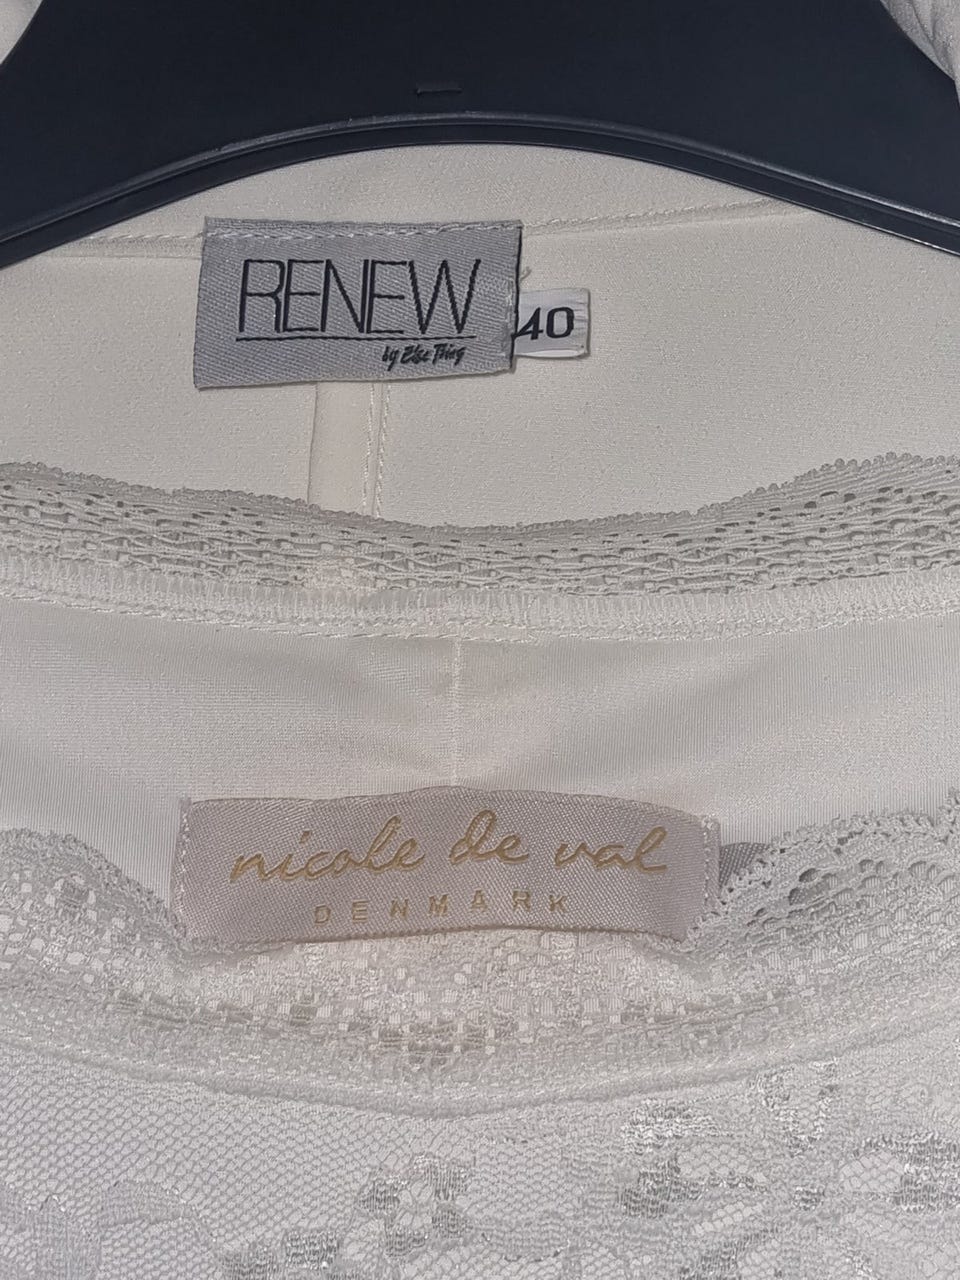 RENEW
by Else Thing
40
nicole de val
DENMARK